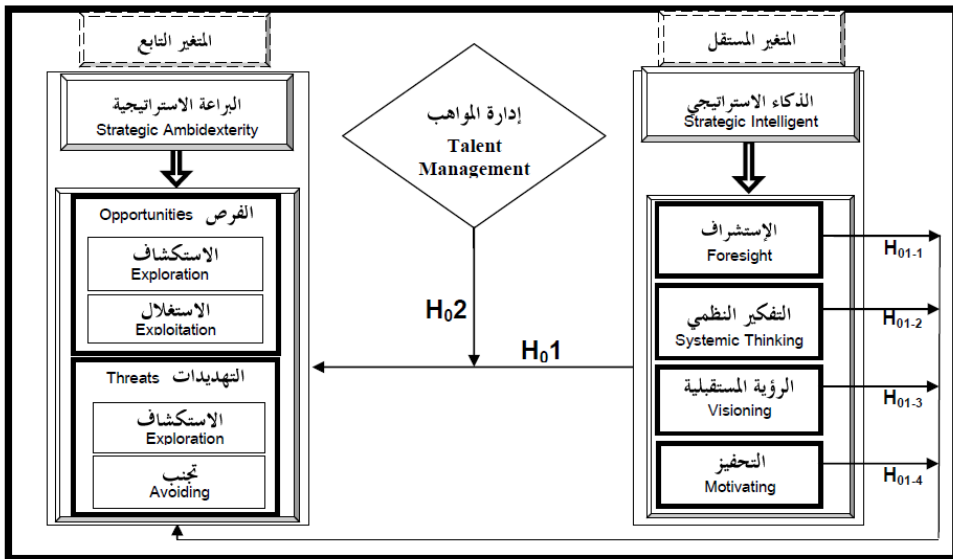 المتغير المستقل
الذكاء الاستراتيجي
Strategic Intelligent
الإستشراف
Foresight
H01-1
التفكير النظمي
Systemic Thinking
H01-2
الرؤية المستقبلية
Visioning
H01-3
التحفيز
Motivating
H01-4
إدارة المواهب
Talent
Management
H02
H01
المتغير التابع
البراعة الاستراتيجية
Strategic Ambidexterity
الفرص Opportunities
الاستكشاف
Exploration
الاستغلال
Exploitation
التهديدات Threats
الاستكشاف
Exploration
تجنب
Avoiding